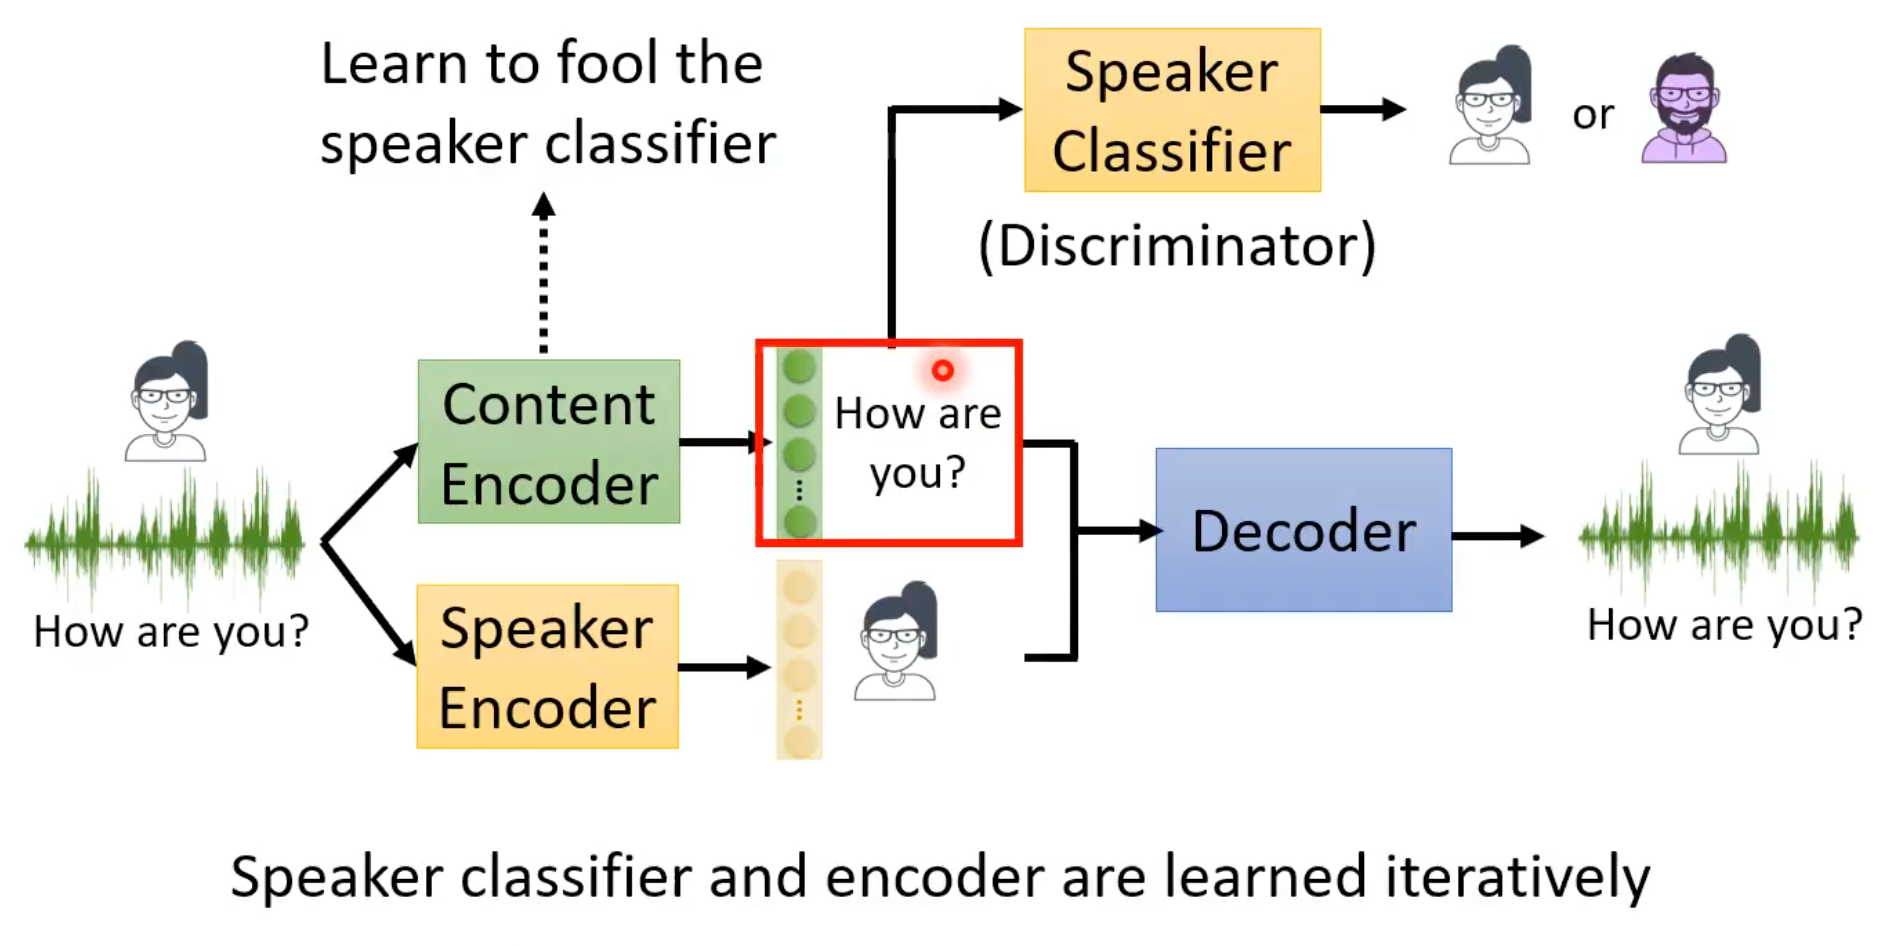 Learn to fool the
speaker classifier
Speaker
Classifier
or
(Discriminator)
Content
Encoder
How are
you?
Decoder
How are you?
Speaker
Encoder
How are you?
Speaker classifier and encoder are learned iteratively